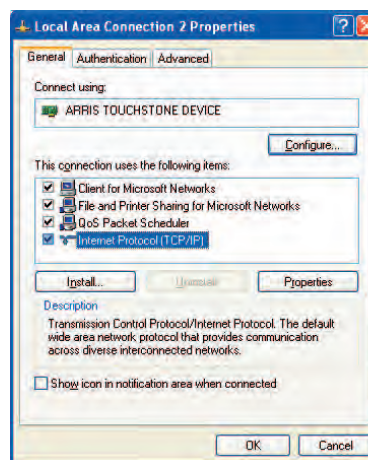 Local Area Connection 2 Properties
General Authentication Advanced
Connect using:
ARRIS TOUCHSTONE DEVICE
Configure...
This connection uses the following items:
Client for Microsoft Networks
File and Printer Sharing for Microsoft Networks
QoS Packet Scheduler
Internet Protocol (TCP/IP)
Install... Uninstall Properties
Description
Transmission Control Protocol/Internet Protocol. The default
wide area network protocol that provides communication
across diverse interconnected networks.
Show icon in notification area when connected
OK Cancel